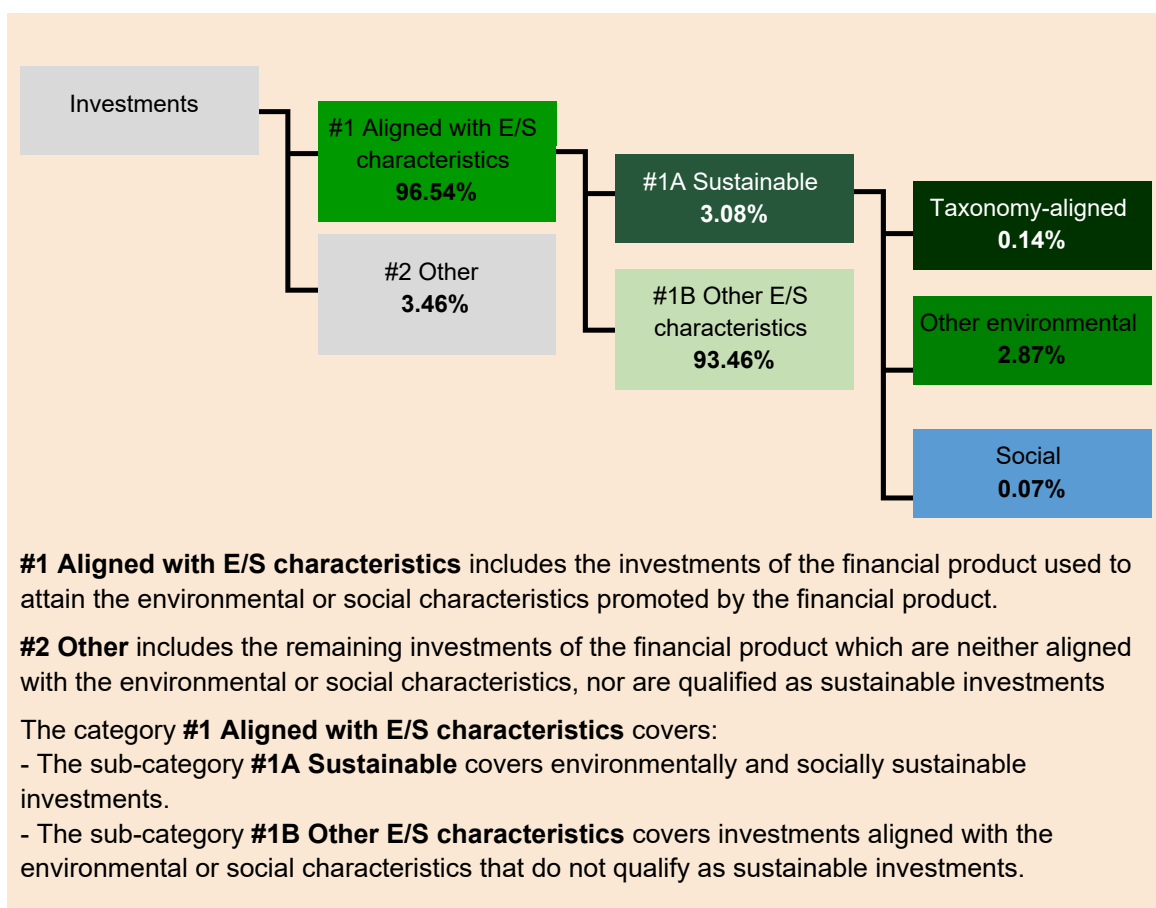 Investments
#1 Aligned with E/S
characteristics
96.54%
#2 Other
3.46%
#1A Sustainable
3.08%
#1B Other E/S
characteristics
93.46%
Taxonomy-aligned
0.14%
Other environmental
2.87%
Social
0.07%
#1 Aligned with E/S characteristics includes the investments of the financial product used to
attain the environmental or social characteristics promoted by the financial product.
#2 Other includes the remaining investments of the financial product which are neither aligned
with the environmental or social characteristics, nor are qualified as sustainable investments
The category #1 Aligned with E/S characteristics covers:
- The sub-category #1A Sustainable covers environmentally and socially sustainable
investments.
- The sub-category #1B Other E/S characteristics covers investments aligned with the
environmental or social characteristics that do not qualify as sustainable investments.